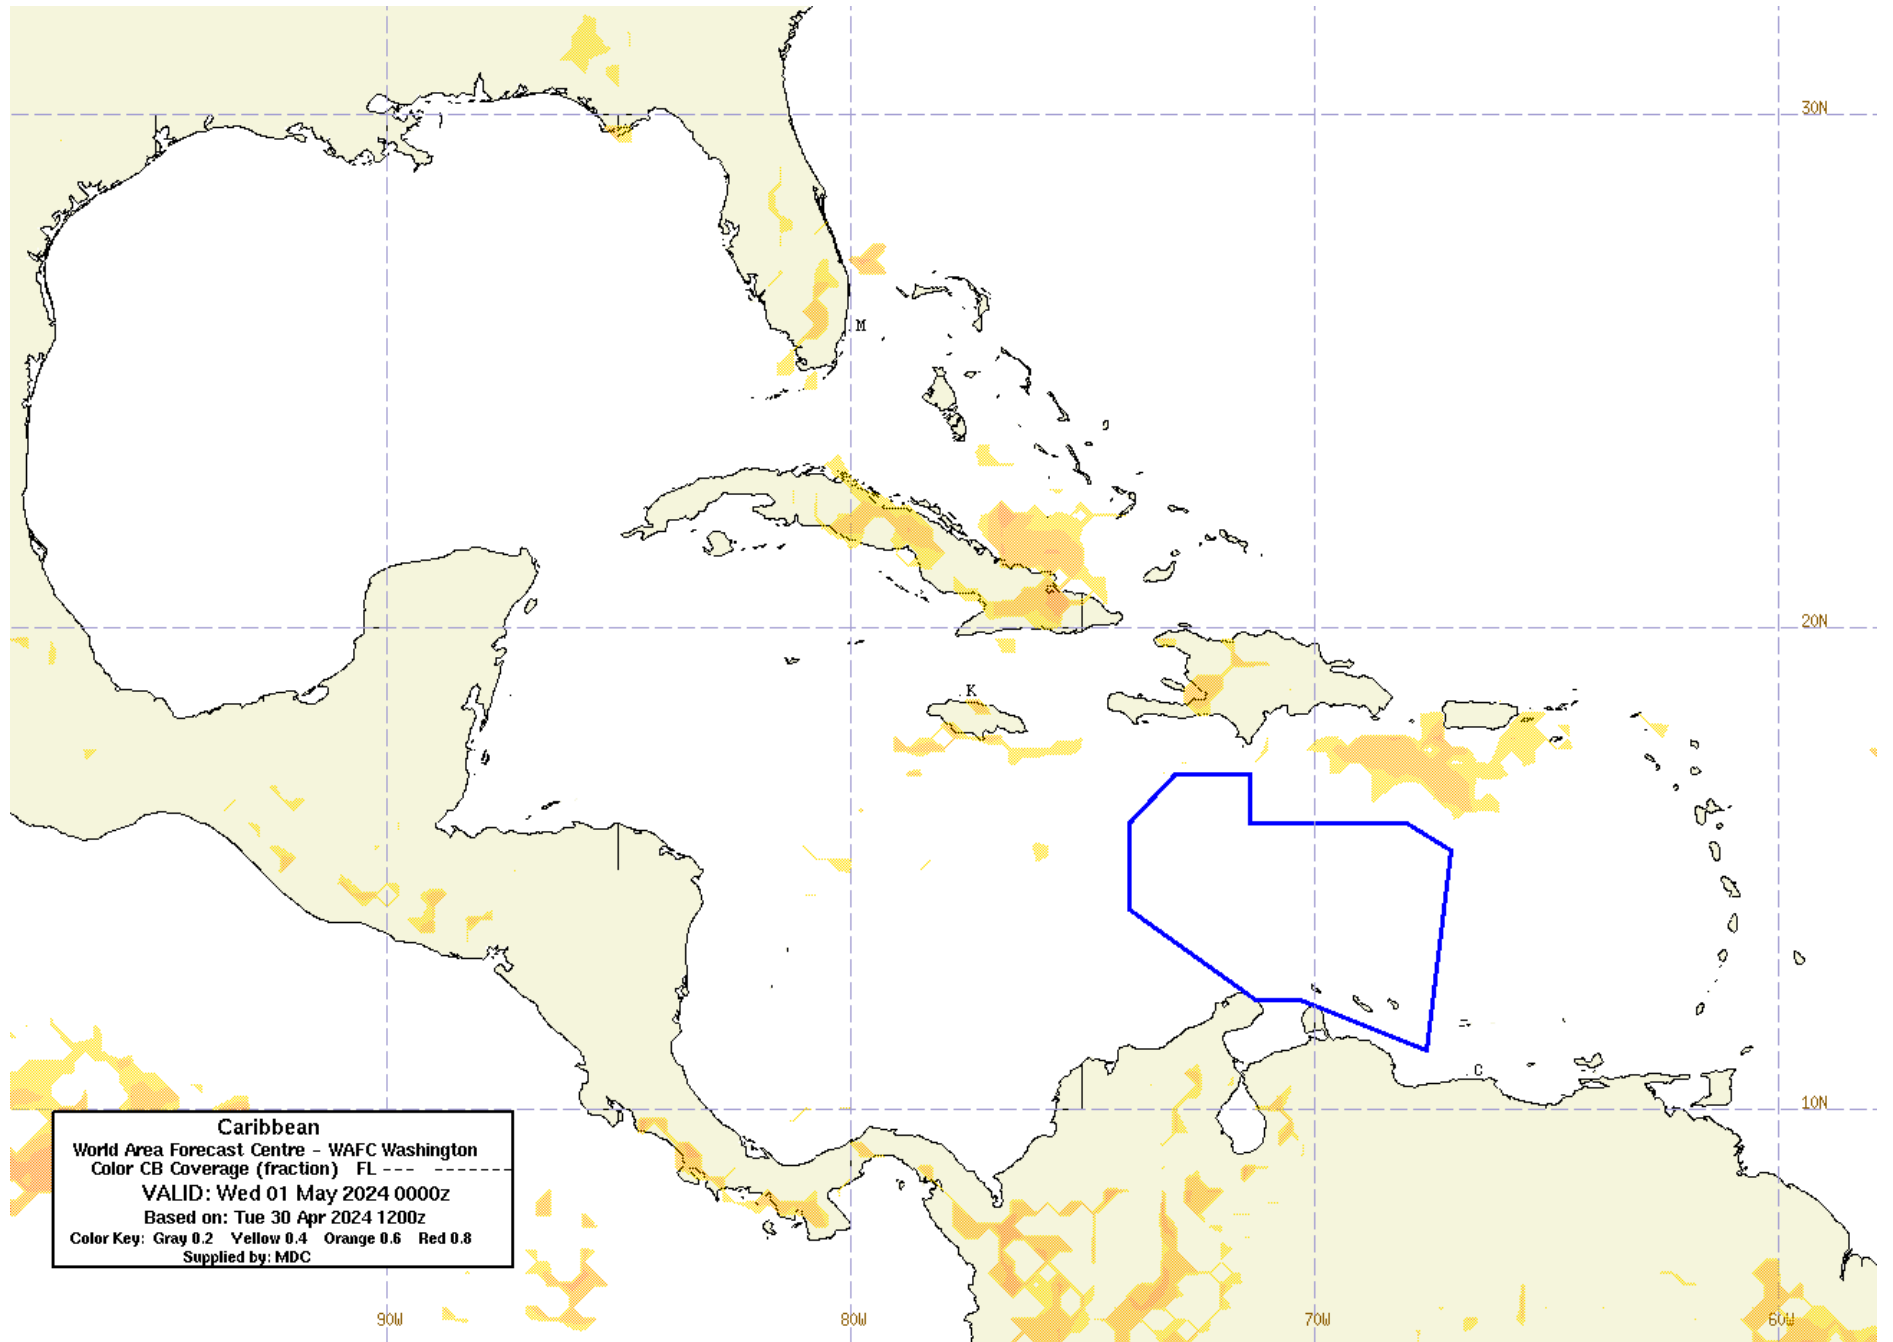 30N
M
20N
K
C
10N
Caribbean
World Area Forecast Centre - WAFC Washington
Color CB Coverage (fraction) FL --- -----------
VALID: Wed 01 May 2024 0000z
Based on: Tue 30 Apr 2024 1200z
Color Key: Gray 0.2 Yellow 0.4 Orange 0.6 Red 0.8
Supplied by: MDC
90W 80W 70W 60W